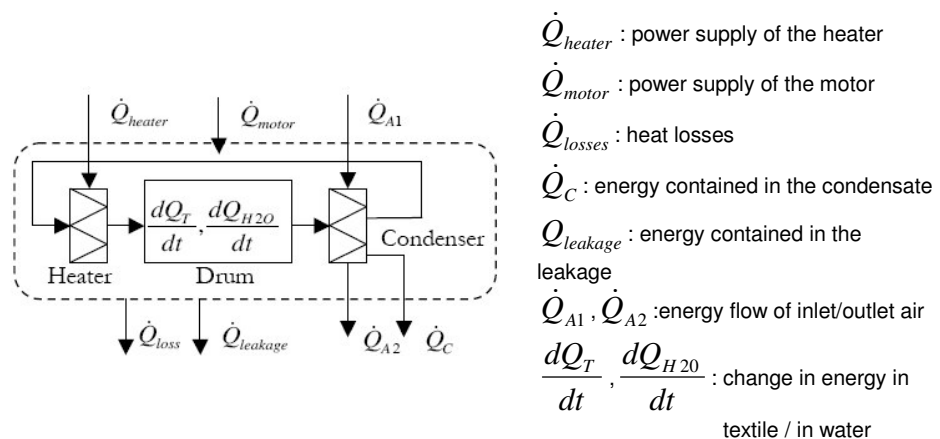 Q̇heater
Q̇motor
Q̇A1
dQT/dt , dQH2O/dt
Condenser
Heater
Drum
Q̇loss
Q̇leakage
Q̇A2
Q̇C
Q̇heater : power supply of the heater
Q̇motor : power supply of the motor
Q̇losses : heat losses
Q̇C : energy contained in the condensate
Qleakage : energy contained in the
leakage
Q̇A1 , Q̇A2 :energy flow of inlet/outlet air
dQT/dt , dQH20/dt : change in energy in
textile / in water